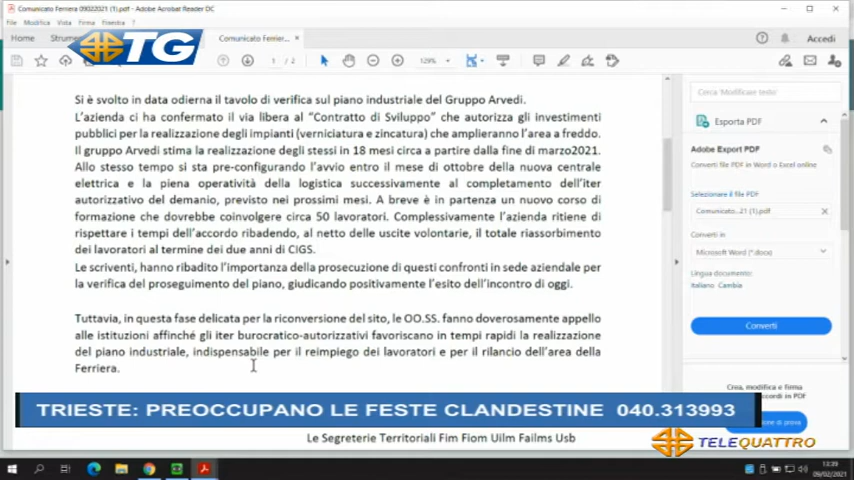 Comunicato Ferriera 09022021 (1).pdf - Adobe Acrobat Reader DC
File Modifica Vista Firma Finestra ?
Home Strume
TG
Comunicato Ferrier... ×
Accedi
1 / 2
129%
Si è svolto in data odierna il tavolo di verifica sul piano industriale del Gruppo Arvedi.
L'azienda ci ha confermato il via libera al "Contratto di Sviluppo" che autorizza gli investimenti
pubblici per la realizzazione degli impianti (verniciatura e zincatura) che amplieranno l'area a freddo.
Il gruppo Arvedi stima la realizzazione degli stessi in 18 mesi circa a partire dalla fine di marzo2021.
Allo stesso tempo si sta pre-configurando l'avvio entro il mese di ottobre della nuova centrale
elettrica e la piena operatività della logistica successivamente al completamento dell'iter
autorizzativo del demanio, previsto nei prossimi mesi. A breve è in partenza un nuovo corso di
formazione che dovrebbe coinvolgere circa 50 lavoratori. Complessivamente l'azienda ritiene di
rispettare i tempi dell'accordo ribadendo, al netto delle uscite volontarie, il totale riassorbimento
dei lavoratori al termine dei due anni di CIGS.
Le scriventi, hanno ribadito l'importanza della prosecuzione di questi confronti in sede aziendale per
la verifica del proseguimento del piano, giudicando positivamente l'esito dell'incontro di oggi.
Tuttavia, in questa fase delicata per la riconversione del sito, le OO.SS. fanno doverosamente appello
alle istituzioni affinché gli iter burocratico-autorizzativi favoriscano in tempi rapidi la realizzazione
del piano industriale, indispensabile per il reimpiego dei lavoratori e per il rilancio dell'area della
Ferriera.
Le Segreterie Territoriali Fim Fiom Uilm Failms Usb
Cerca 'Modificare testo'
Esporta PDF
Adobe Export PDF
Converti file PDF in Word o Excel online
Selezionare il file PDF
Comunicato...21 (1).pdf ×
Converti in
Microsoft Word (*.docx)
Lingua documento:
Italiano Cambia
Converti
Crea, modifica e firma
accordi in PDF
TRIESTE: PREOCCUPANO LE FESTE CLANDESTINE 040.313993
TELEQUATTRO
09/02/2021